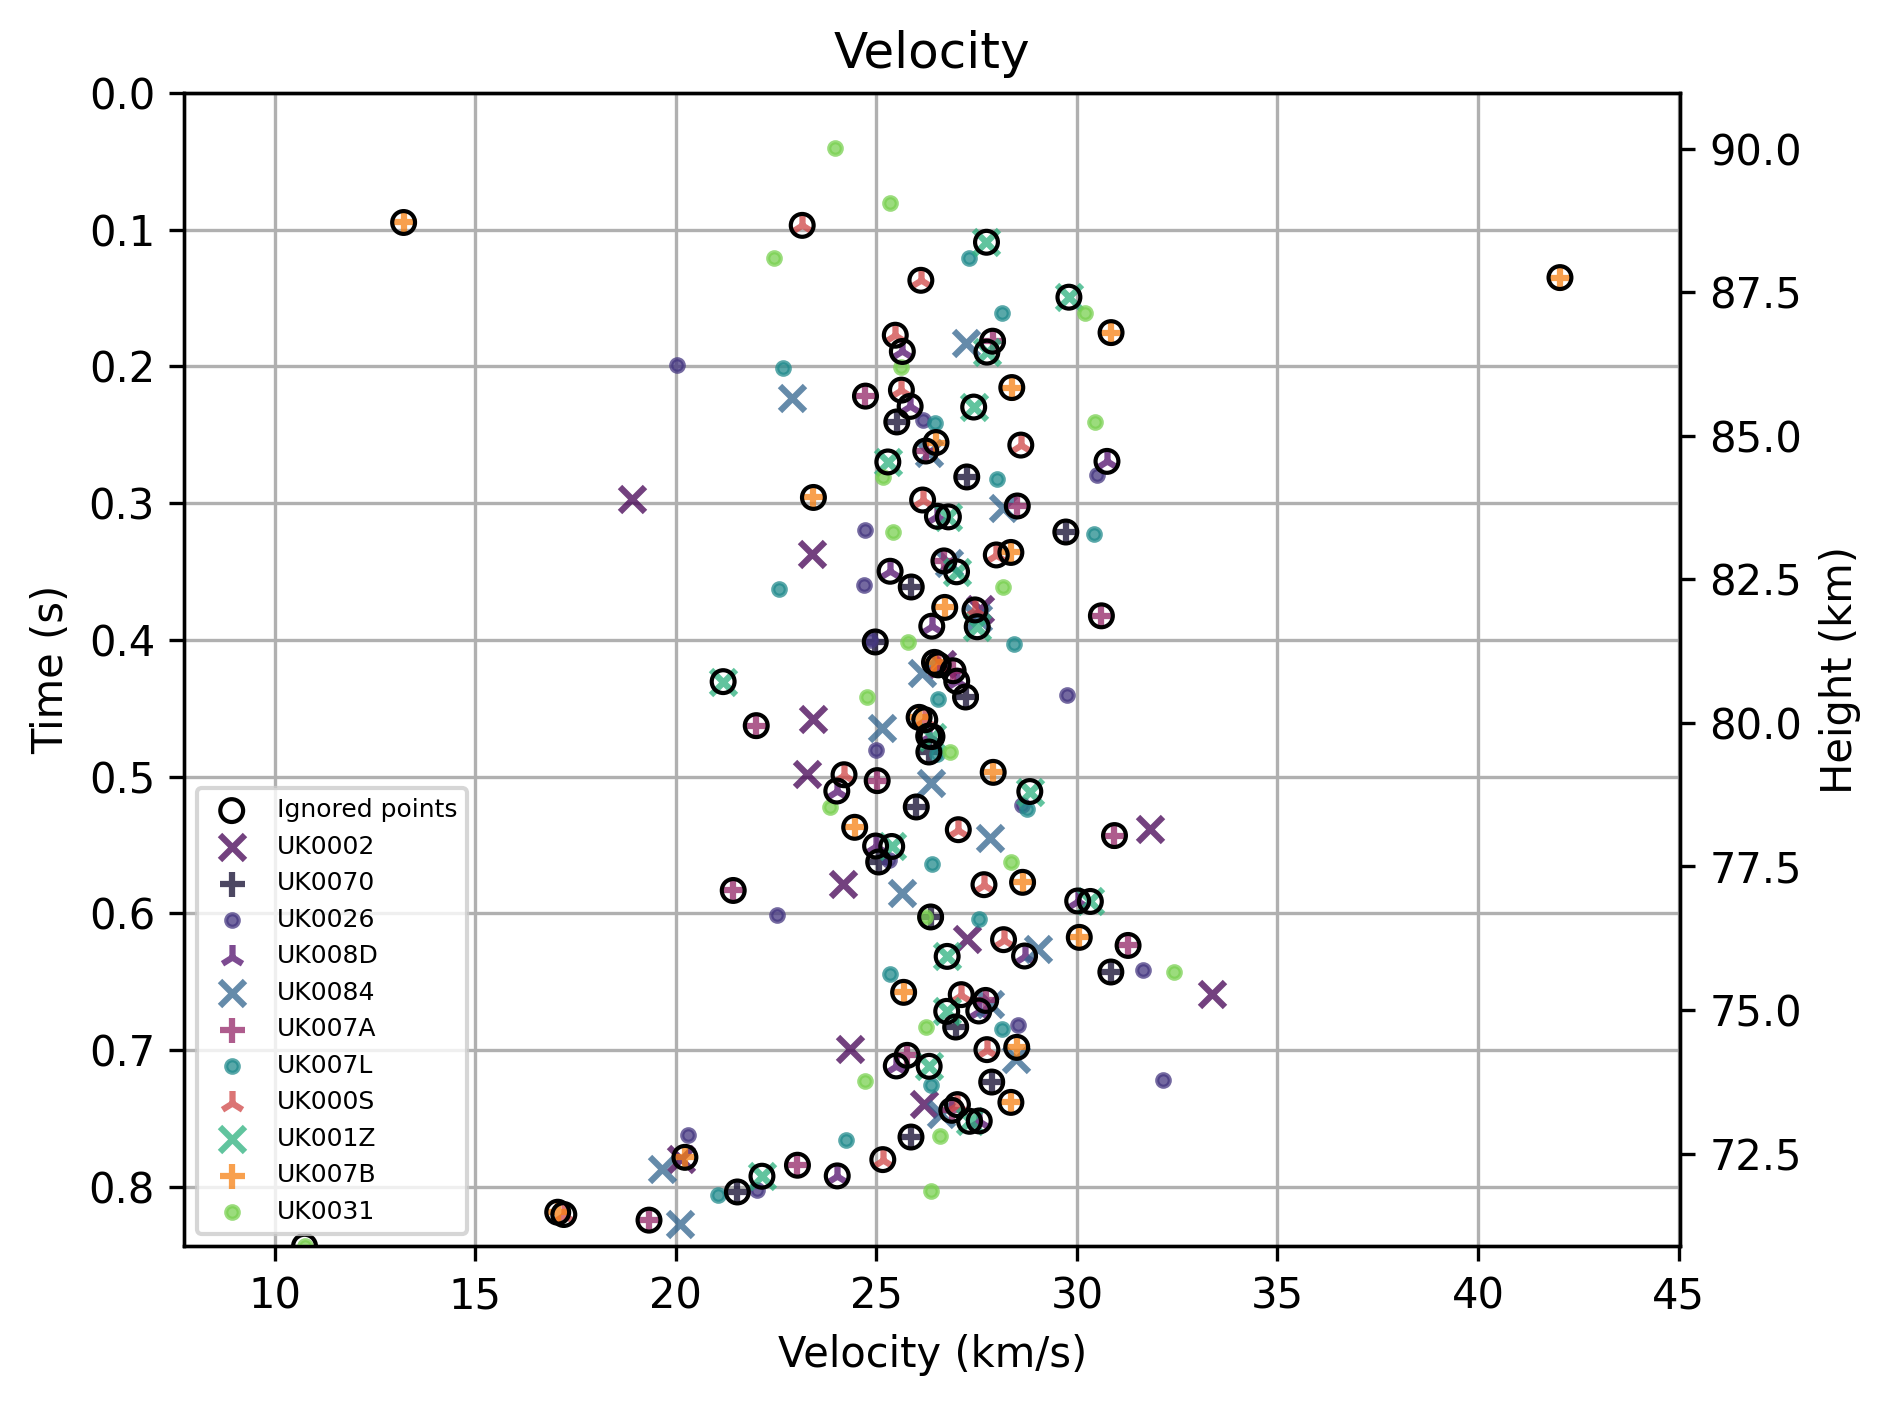 Velocity
0.0
0.1
0.2
0.3
0.4
0.5
0.6
0.7
0.8
Time (s)
90.0
87.5
85.0
82.5
80.0
77.5
75.0
72.5
Height (km)
Ignored points
UK0002
UK0070
UK0026
UK008D
UK0084
UK007A
UK007L
UK000S
UK001Z
UK007B
UK0031
10 15 20 25 30 35 40 45
Velocity (km/s)